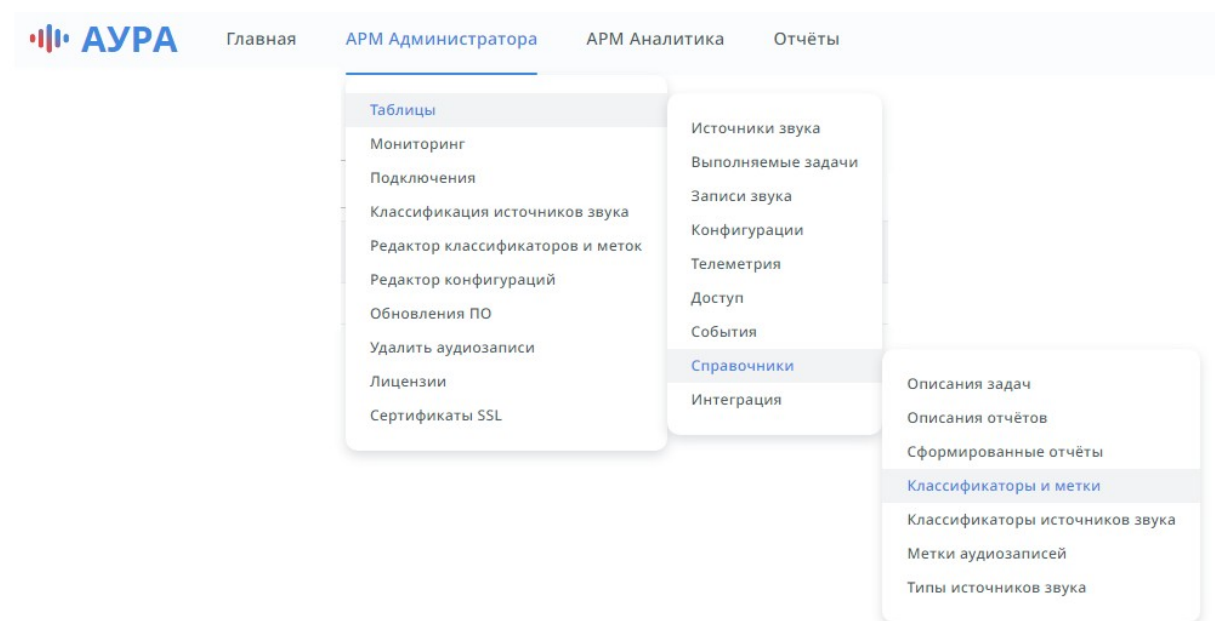 АУРА Главная АРМ Администратора АРМ Аналитика Отчёты
Таблицы
Мониторинг
Подключения
Классификация источников звука
Редактор классификаторов и меток
Редактор конфигураций
Обновления ПО
Удалить аудиозаписи
Лицензии
Сертификаты SSL
Источники звука
Выполняемые задачи
Записи звука
Конфигурации
Телеметрия
Доступ
События
Справочники
Интеграция
Описания задач
Описания отчётов
Сформированные отчёты
Классификаторы и метки
Классификаторы источников звука
Метки аудиозаписей
Типы источников звука